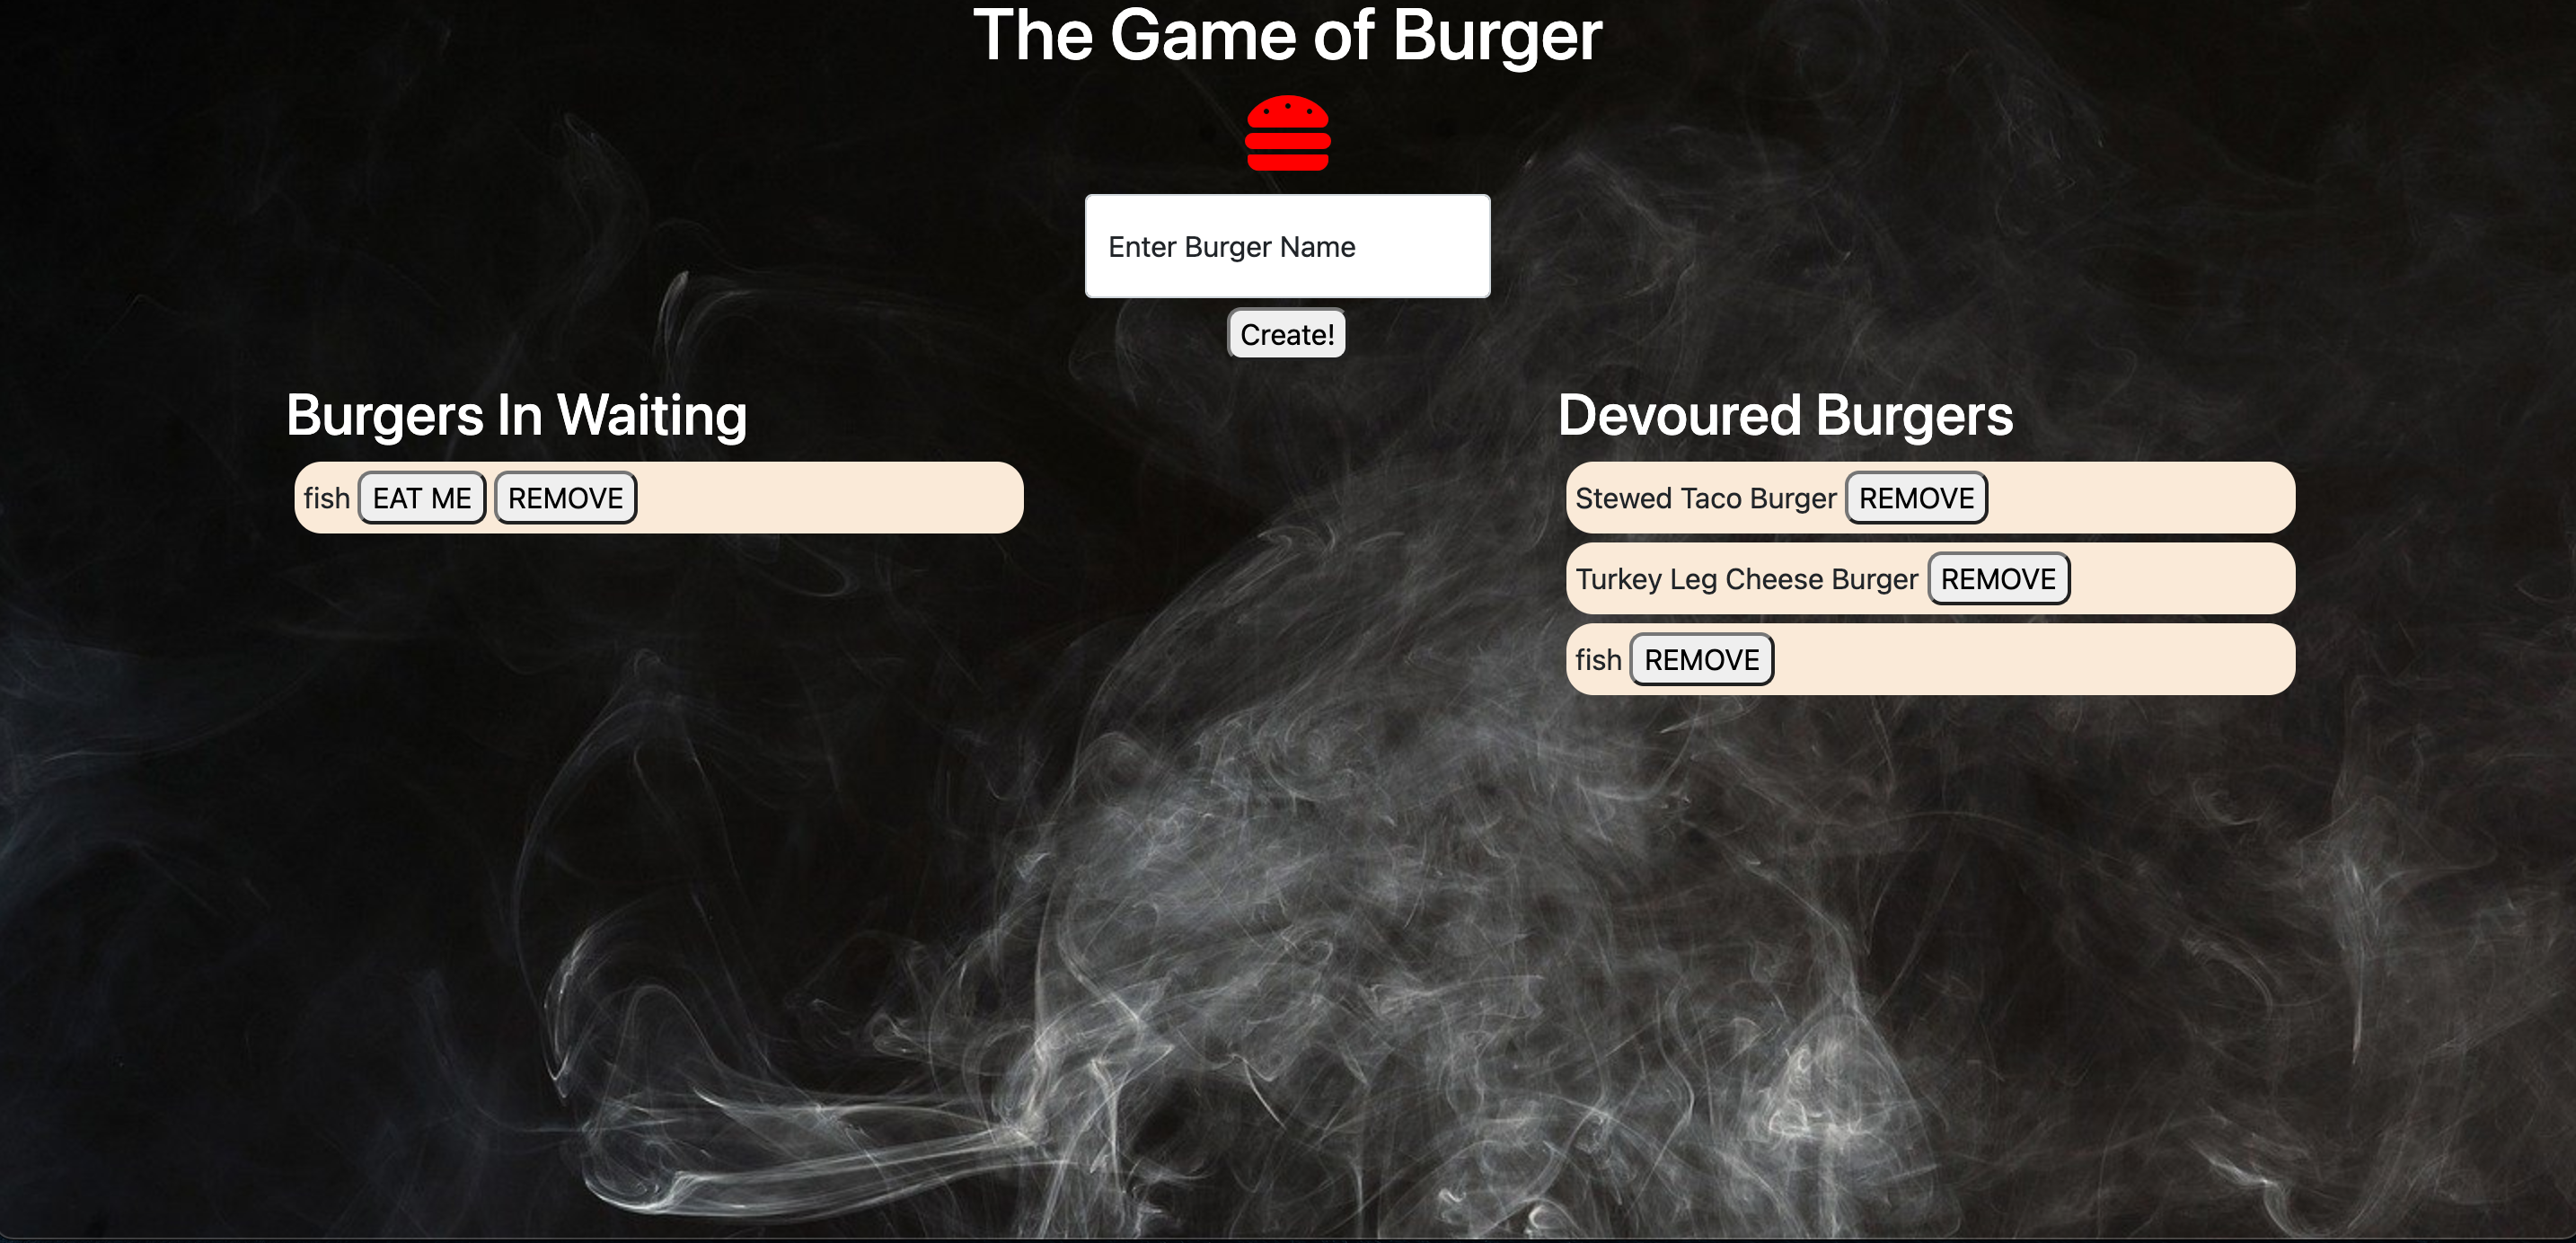 The Game of Burger
Enter Burger Name
Create!
Burgers In Waiting
fish EAT ME REMOVE
Devoured Burgers
Stewed Taco Burger REMOVE
Turkey Leg Cheese Burger REMOVE
fish REMOVE